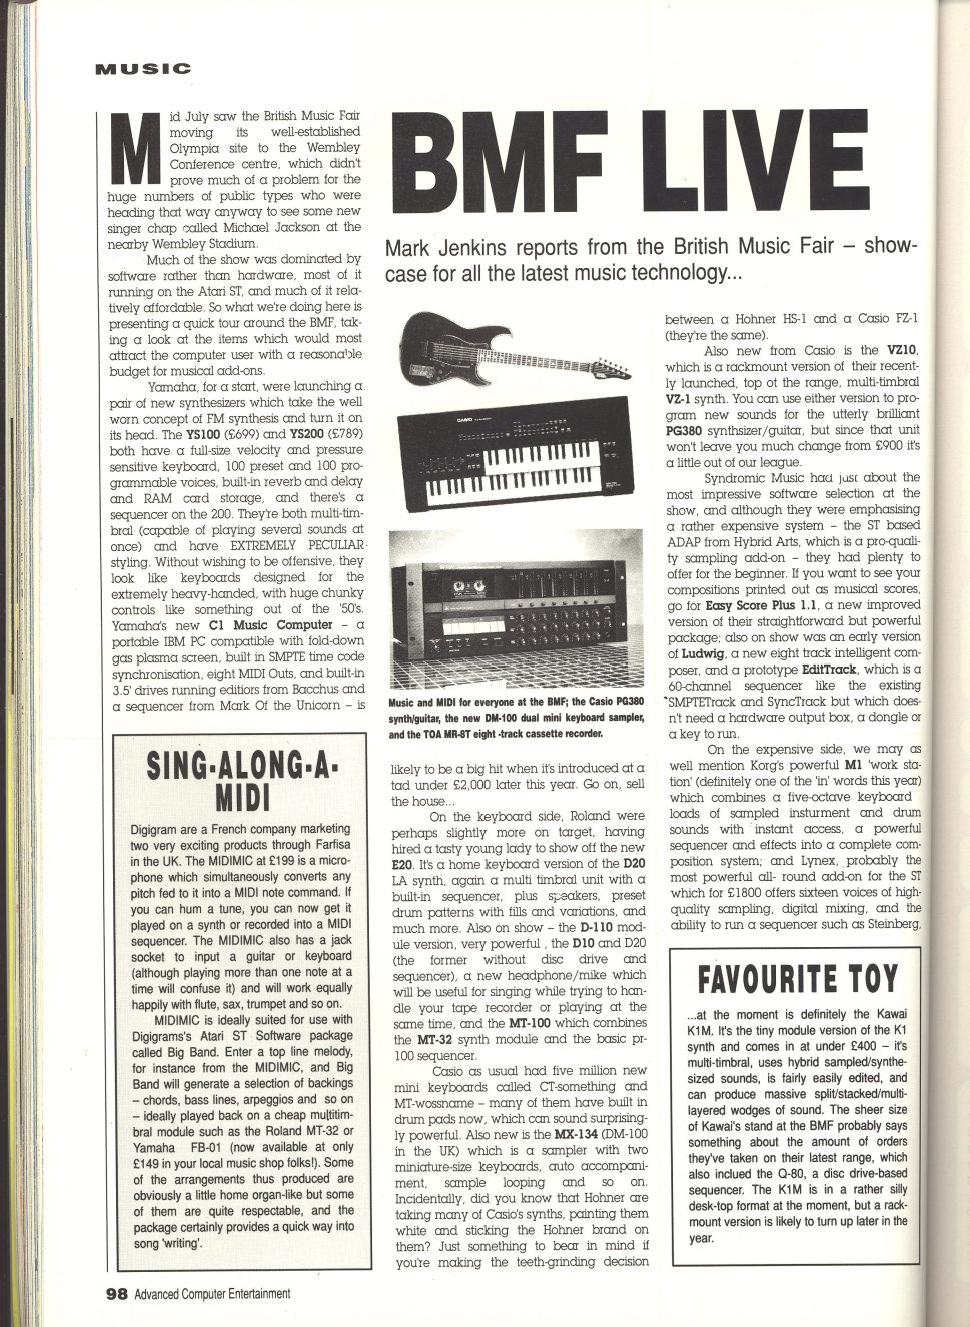 MUSIC
BMF LIVE
Mark Jenkins reports from the British Music Fair – show-
case for all the latest music technology...
Mid July saw the British Music Fair
moving its well-established
Olympia site to the Wembley
Conference centre, which didn't
prove much of a problem for the
huge numbers of public types who were
heading that way anyway to see some new
singer chap called Michael Jackson at the
nearby Wembley Stadium.
Much of the show was dominated by
software rather than hardware, most of it
running on the Atari ST, and much of it rela-
tively affordable. So what we're doing here is
presenting a quick tour around the BMF, tak-
ing a look at the items which would most
attract the computer user with a reasonable
budget for musical add-ons.
Yamaha, for a start, were launching a
pair of new synthesizers which take the well
worn concept of FM synthesis and turn it on
its head. The YS100 (£699) and YS200 (£789)
both have a full-size velocity and pressure
sensitive keyboard, 100 preset and 100 pro-
grammable voices, built-in reverb and delay
and RAM card storage, and there's a
sequencer on the 200. They're both multi-tim-
bral (capable of playing several sounds at
once) and have EXTREMELY PECULIAR
styling. Without wishing to be offensive, they
look like keyboards designed for the
extremely heavy-handed, with huge chunky
controls like something out of the '50's.
Yamaha's new C1 Music Computer – a
portable IBM PC compatible with fold-down
gas plasma screen, built in SMPTE time code
synchronisation, eight MIDI Outs, and built-in
3.5' drives running editiors from Bacchus and
a sequencer from Mark Of the Unicorn – is
SING-ALONG-A-
MIDI
Digigram are a French company marketing
two very exciting products through Farfisa
in the UK. The MIDIMIC at £199 is a micro-
phone which simultaneously converts any
pitch fed to it into a MIDI note command. If
you can hum a tune, you can now get it
played on a synth or recorded into a MIDI
sequencer. The MIDIMIC also has a jack
socket to input a guitar or keyboard
(although playing more than one note at a
time will confuse it) and will work equally
happily with flute, sax, trumpet and so on.
MIDIMIC is ideally suited for use with
Digigrams's Atari ST Software package
called Big Band. Enter a top line melody,
for instance from the MIDIMIC, and Big
Band will generate a selection of backings
– chords, bass lines, arpeggios and so on
– ideally played back on a cheap multitim-
bral module such as the Roland MT-32 or
Yamaha FB-01 (now available at only
£149 in your local music shop folks!). Some
of the arrangements thus produced are
obviously a little home organ-like but some
of them are quite respectable, and the
package certainly provides a quick way into
song 'writing'.
CASIO
Music and MIDI for everyone at the BMF; the Casio PG380
synth/guitar, the new DM-100 dual mini keyboard sampler,
and the TOA MR-8T eight -track cassette recorder.
likely to be a big hit when it's introduced at a
tad under £2,000 later this year. Go on, sell
the house...
On the keyboard side, Roland were
perhaps slightly more on target, having
hired a tasty young lady to show off the new
E20. It's a home keyboard version of the D20
LA synth, again a multi timbral unit with a
built-in sequencer, plus speakers, preset
drum patterns with fills and variations, and
much more. Also on show – the D-110 mod-
ule version, very powerful , the D10 and D20
(the former without disc drive and
sequencer), a new headphone/mike which
will be useful for singing while trying to han-
dle your tape recorder or playing at the
same time, and the MT-100 which combines
the MT-32 synth module and the basic pr-
100 sequencer.
Casio as usual had five million new
mini keyboards called CT-something and
MT-wossname – many of them have built in
drum pads now, which can sound surprising-
ly powerful. Also new is the MX-134 (DM-100
in the UK) which is a sampler with two
miniature-size keyboards, auto accompani-
ment, sample looping and so on.
Incidentally, did you know that Hohner are
taking many of Casio's synths, painting them
white and sticking the Hohner brand on
them? Just something to bear in mind if
you're making the teeth-grinding decision
between a Hohner HS-1 and a Casio FZ-1
(they're the same).
Also new from Casio is the VZ10,
which is a rackmount version of their recent-
ly launched, top ot the range, multi-timbral
VZ-1 synth. You can use either version to pro-
gram new sounds for the utterly brilliant
PG380 synthsizer/guitar, but since that unit
won't leave you much change from £900 it's
a little out of our league.
Syndromic Music had just about the
most impressive software selection at the
show, and although they were emphasising
a rather expensive system – the ST based
ADAP from Hybrid Arts, which is a pro-quali-
ty sampling add-on – they had plenty to
offer for the beginner. If you want to see your
compositions printed out as musical scores,
go for Easy Score Plus 1.1, a new improved
version of their straightforward but powerful
package; also on show was an early version
of Ludwig, a new eight track intelligent com-
poser, and a prototype EditTrack, which is a
60-channel sequencer like the existing
SMPTETrack and SyncTrack but which does-
n't need a hardware output box, a dongle or
a key to run.
On the expensive side, we may as
well mention Korg's powerful M1 'work sta-
tion' (definitely one of the 'in' words this year)
which combines a five-octave keyboard
loads of sampled insturment and drum
sounds with instant access, a powerful
sequencer and effects into a complete com-
position system; and Lynex, probably the
most powerful all- round add-on for the ST
which for £1800 offers sixteen voices of high-
quality sampling, digital mixing, and the
ability to run a sequencer such as Steinberg,
FAVOURITE TOY
...at the moment is definitely the Kawai
K1M. It's the tiny module version of the K1
synth and comes in at under £400 – it's
multi-timbral, uses hybrid sampled/synthe-
sized sounds, is fairly easily edited, and
can produce massive split/stacked/multi-
layered wodges of sound. The sheer size
of Kawai's stand at the BMF probably says
something about the amount of orders
they've taken on their latest range, which
also inclued the Q-80, a disc drive-based
sequencer. The K1M is in a rather silly
desk-top format at the moment, but a rack-
mount version is likely to turn up later in the
year.
98 Advanced Computer Entertainment